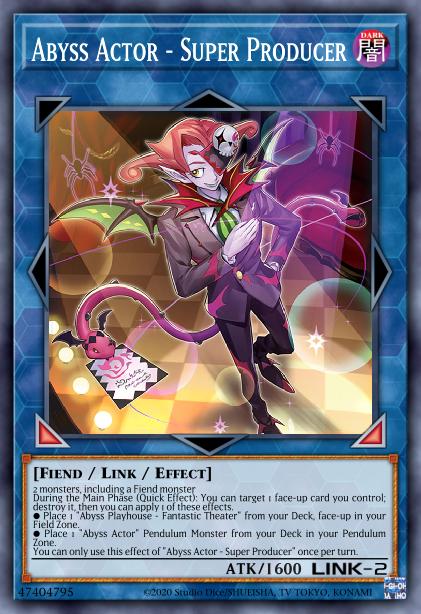 Abyss Actor - Super Producer
DARK
闇
[Fiend / Link / Effect]
2 monsters, including a Fiend monster
During the Main Phase (Quick Effect): You can target 1 face-up card you control;
destroy it, then you can apply 1 of these effects.
● Place 1 "Abyss Playhouse - Fantastic Theater" from your Deck, face-up in your
Field Zone.
● Place 1 "Abyss Actor" Pendulum Monster from your Deck in your Pendulum
Zone.
You can only use this effect of "Abyss Actor - Super Producer" once per turn.
ATK/1600 LINK-2
47404795
©2020 Studio Dice/SHUEISHA, TV TOKYO, KONAMI